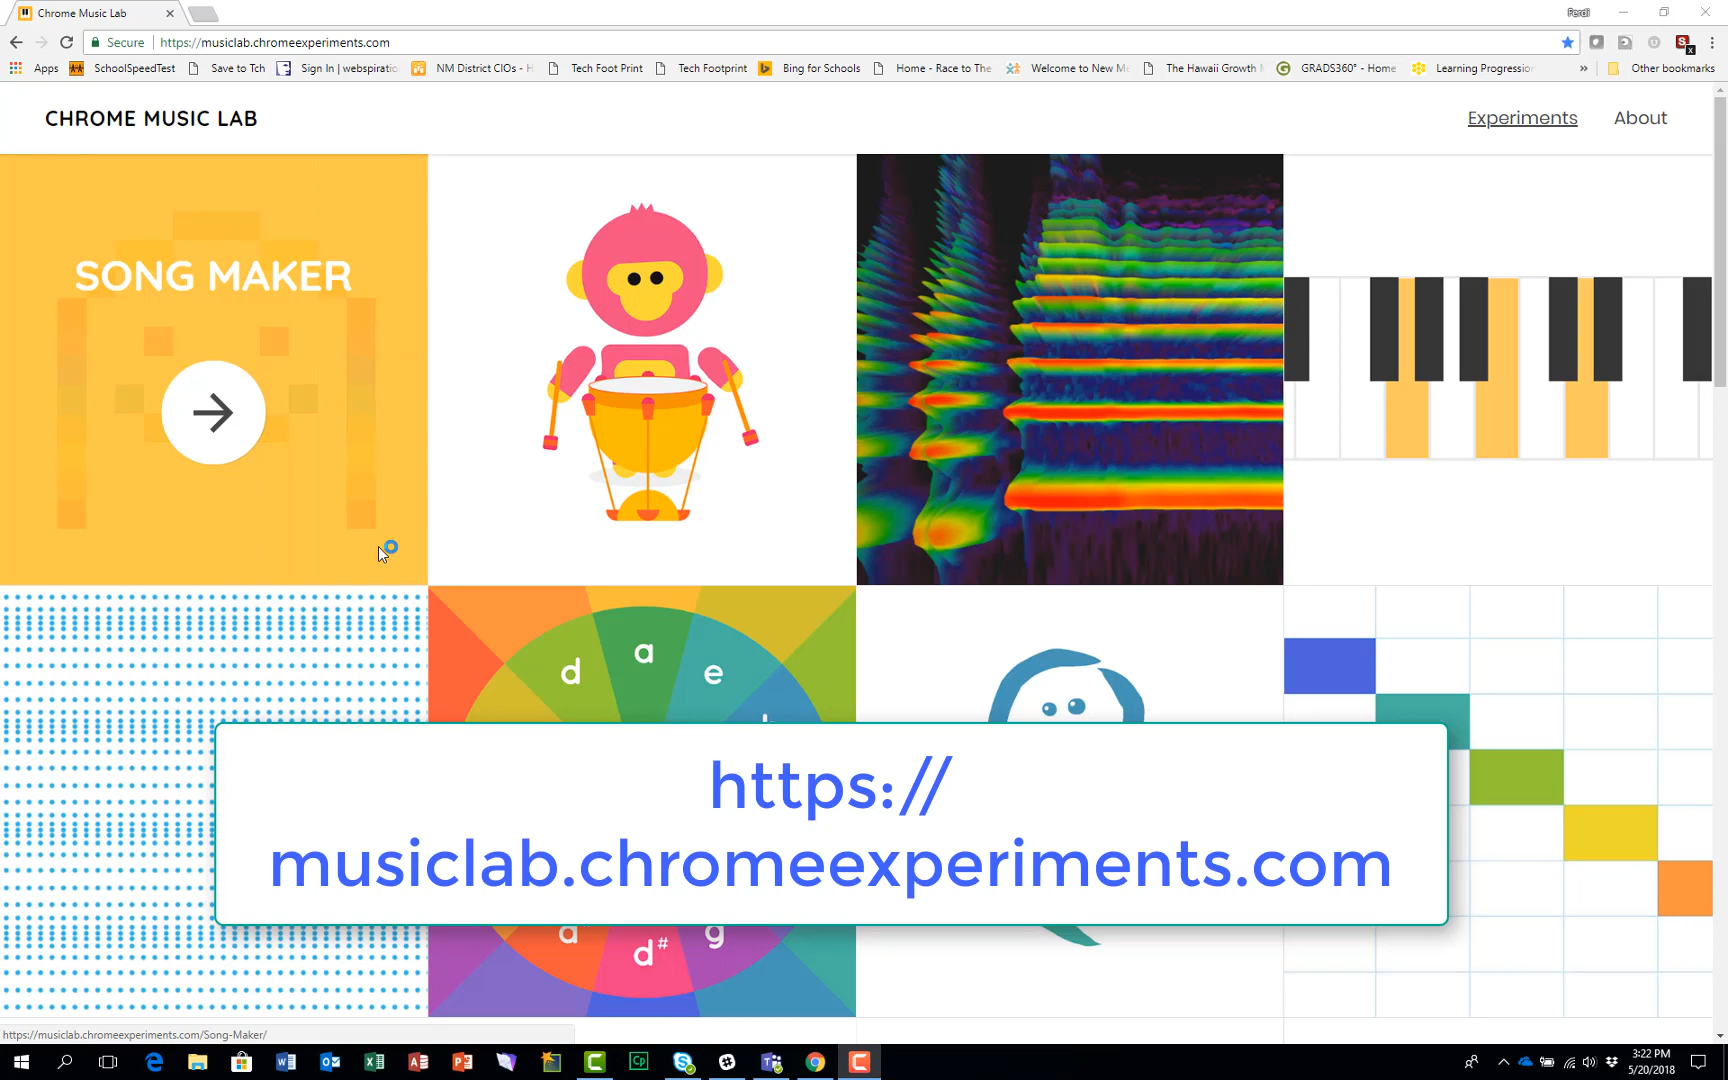 Chrome Music Lab
Ferdi
Secure
https://musiclab.chromeexperiments.com
Apps
SchoolSpeedTest
Save to Tch
Sign In | webspiratio
NM District CIOs - H
Tech Foot Print
Tech Footprint
Bing for Schools
Home - Race to The
Welcome to New Me
The Hawaii Growth
GRADS360° - Home
Learning Progression
Other bookmarks
CHROME MUSIC LAB
Experiments
About
SONG MAKER
d
a
e
https://
musiclab.chromeexperiments.com
d#
g
https://musiclab.chromeexperiments.com/Song-Maker/
3:22 PM
5/20/2018